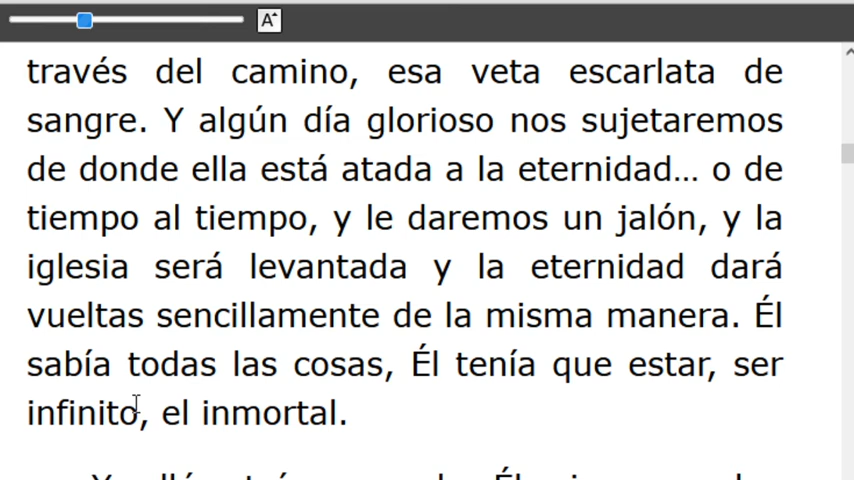 A
través del camino, esa veta escarlata de
sangre. Y algún día glorioso nos sujetaremos
de donde ella está atada a la eternidad... o de
tiempo al tiempo, y le daremos un jalón, y la
iglesia será levantada y la eternidad dará
vueltas sencillamente de la misma manera. Él
sabía todas las cosas, Él tenía que estar, ser
infinito, el inmortal.